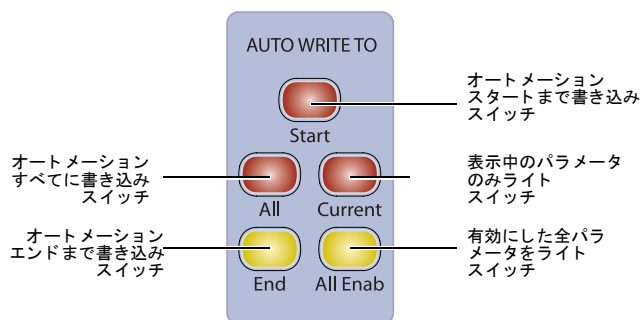 AUTO WRITE TO
オートメーション
スタートまで書き込み
スイッチ
Start
オートメーション
すべてに書き込み
スイッチ
表示中のパラメータ
のみライト
スイッチ
All
Current
オートメーション
エンドまで書き込み
スイッチ
有効にした全パラ
メータをライト
スイッチ
End
All Enab